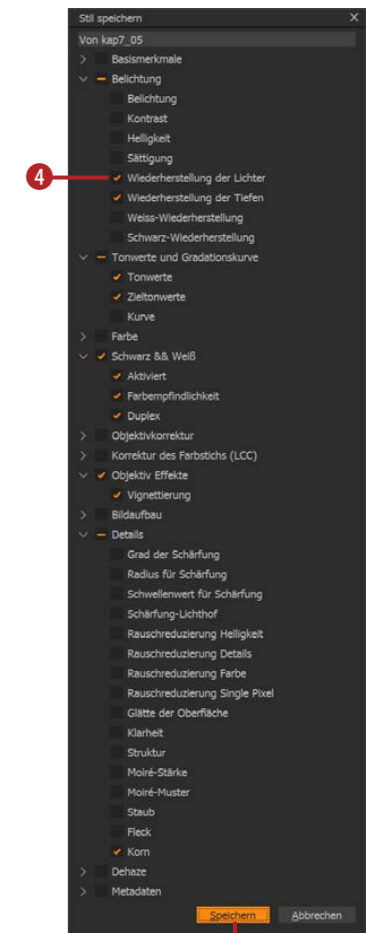 Stil speichern
Von kap7_05
Basismerkmale
Belichtung
Belichtung
Kontrast
Helligkeit
Sättigung
4 Wiederherstellung der Lichter
Wiederherstellung der Tiefen
Weiss-Wiederherstellung
Schwarz-Wiederherstellung
Tonwerte und Gradationskurve
Tonwerte
Zieltonwerte
Kurve
Farbe
Schwarz && Weiß
Aktiviert
Farbempfindlichkeit
Duplex
Objektivkorrektur
Korrektur des Farbstichs (LCC)
Objektiv Effekte
Vignettierung
Bildaufbau
Details
Grad der Schärfung
Radius für Schärfung
Schwellenwert für Schärfung
Schärfung-Lichthof
Rauschreduzierung Helligkeit
Rauschreduzierung Details
Rauschreduzierung Farbe
Rauschreduzierung Single Pixel
Glätte der Oberfläche
Klarheit
Struktur
Moiré-Stärke
Moiré-Muster
Staub
Fleck
Korn
Dehaze
Metadaten
Speichern Abbrechen